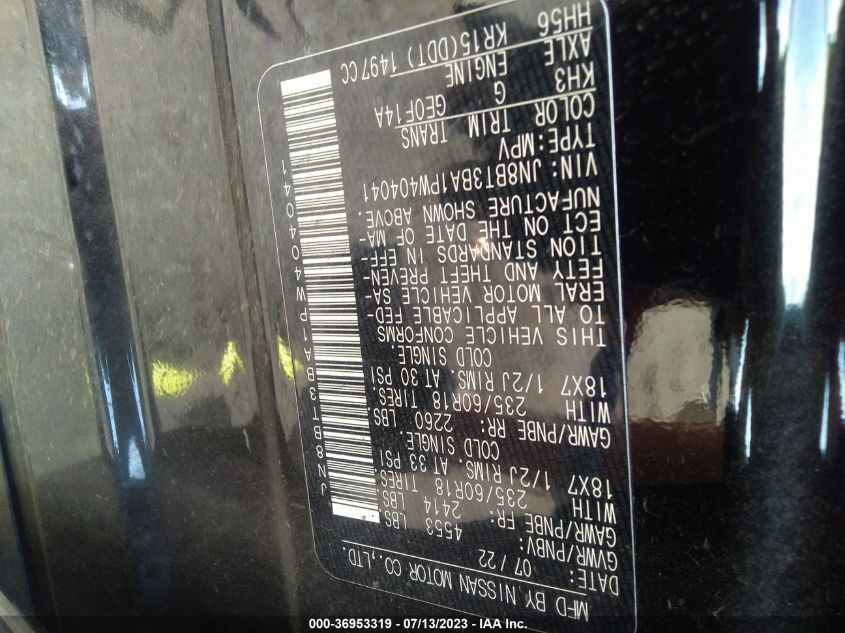 MFD BY NISSAN MOTOR CO.,LTD.
DATE: 07/22
GVWR/PNBV: 4553 LBS
GAWR/PNBE FR: 2414 LBS
WITH 235/60R18 TIRES.
18X7 1/2J RIMS. AT 33 PSI
COLD SINGLE.
GAWR/PNBE RR: 2260 LBS.
WITH 235/60R18 TIRES.
18X7 1/2J RIMS. AT 30 PSI
COLD SINGLE.
THIS VEHICLE CONFORMS
TO ALL APPLICABLE FED-
ERAL MOTOR VEHICLE SA-
FETY AND THEFT PREVEN-
TION STANDARDS IN EFF-
ECT ON THE DATE OF MA-
NUFACTURE SHOWN ABOVE.
VIN: JN8BT3BA1PW404041
TYPE:MPV
COLOR TRIM TRANS
KH3 G GE0F14A
AXLE ENGINE
HH56 KR15(DDT) 1497CC
JN8BT3BA1PW404041
000-36953319 - 07/13/2023 - IAA Inc.